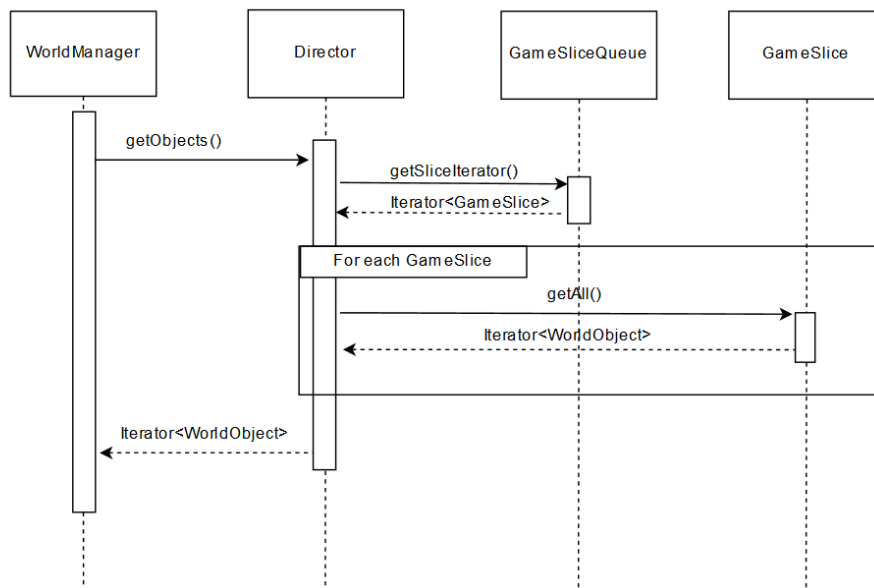 WorldManager
Director
GameSliceQueue
GameSlice
getObjects()
getSliceIterator()
Iterator<GameSlice>
For each GameSlice
getAll()
Iterator<WorldObject>
Iterator<WorldObject>